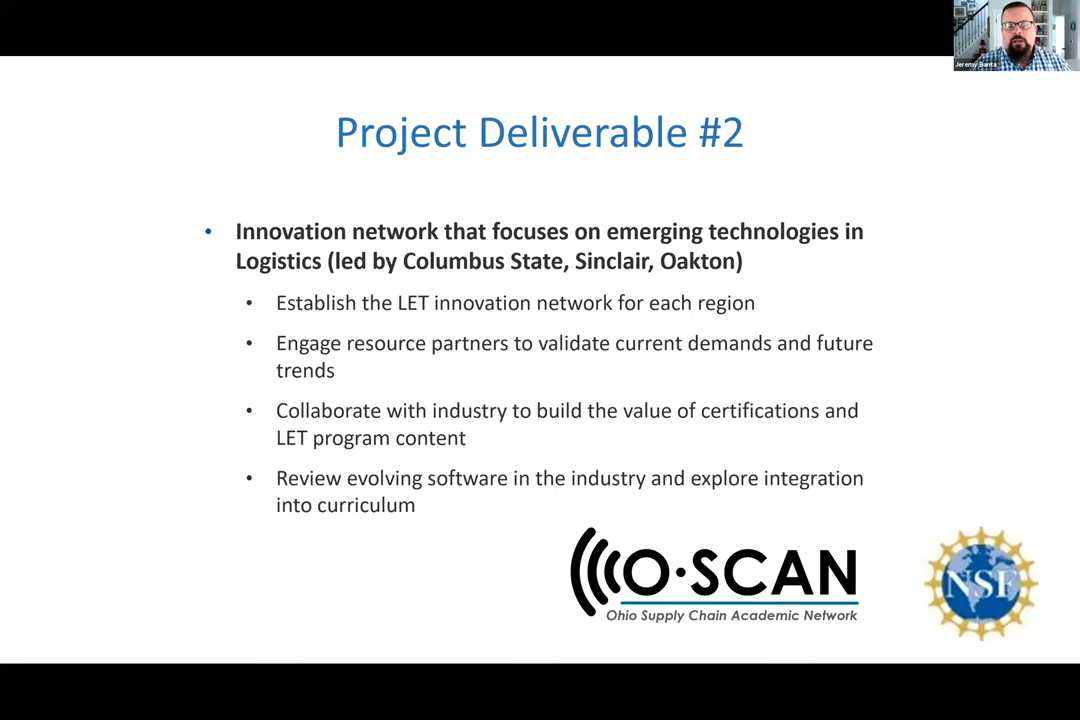 Jeremy Banta
Project Deliverable #2
• Innovation network that focuses on emerging technologies in
Logistics (led by Columbus State, Sinclair, Oakton)
• Establish the LET innovation network for each region
• Engage resource partners to validate current demands and future
trends
• Collaborate with industry to build the value of certifications and
LET program content
• Review evolving software in the industry and explore integration
into curriculum
O·SCAN
Ohio Supply Chain Academic Network
NSF